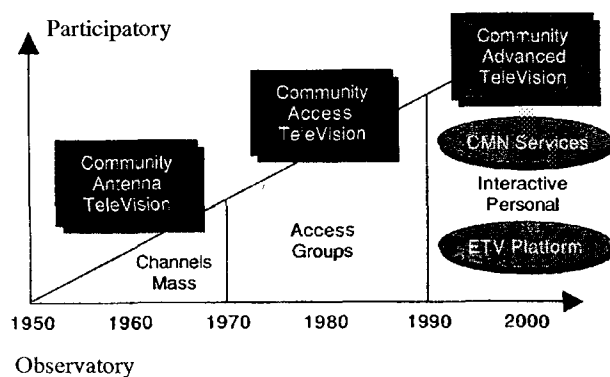 Participatory
Community
Antenna
TeleVision
Community
Access
TeleVision
Community
Advanced
TeleVision
CMN Services
Interactive
Personal
ETV Platform
Channels
Mass
Access
Groups
1950 1960 1970 1980 1990 2000
Observatory